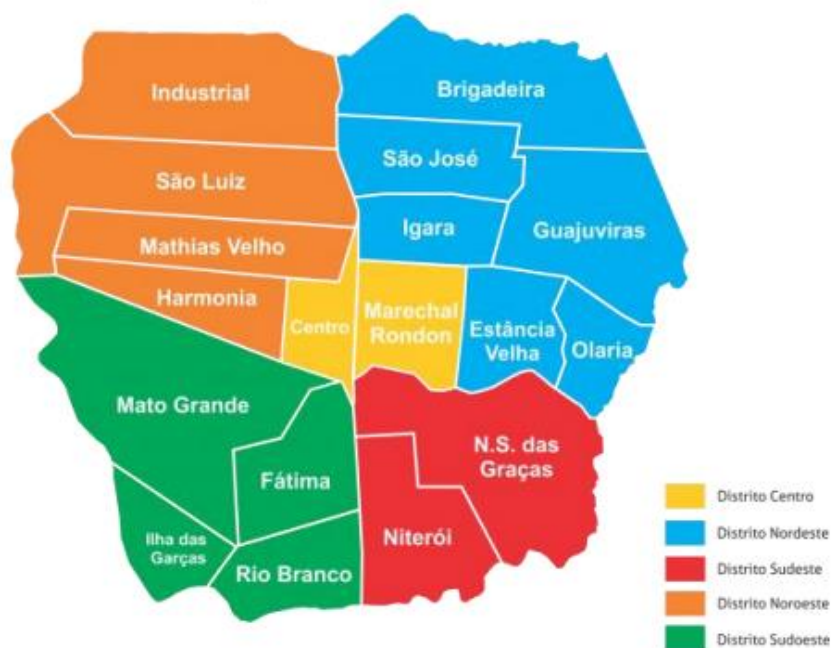 Industrial
Brigadeira
São José
São Luiz
Igara
Guajuviras
Mathias Velho
Harmonia
Centro
Marechal
Rondon
Estância
Velha
Olaria
Mato Grande
N.S. das
Graças
Fátima
Ilha das
Garças
Niterói
Rio Branco
Distrito Centro
Distrito Nordeste
Distrito Sudeste
Distrito Noroeste
Distrito Sudoeste